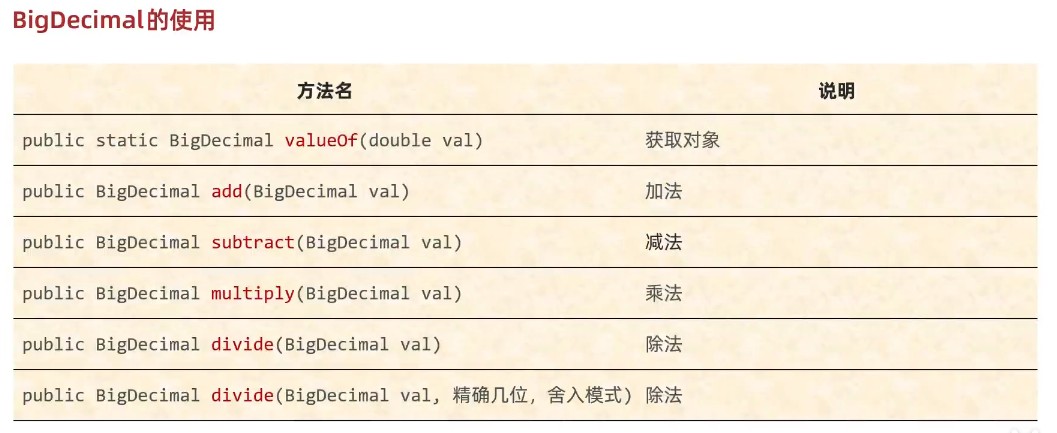 BigDecimal的使用
方法名 说明
public static BigDecimal valueOf(double val) 获取对象
public BigDecimal add(BigDecimal val) 加法
public BigDecimal subtract(BigDecimal val) 减法
public BigDecimal multiply(BigDecimal val) 乘法
public BigDecimal divide(BigDecimal val) 除法
public BigDecimal divide(BigDecimal val, 精确几位, 舍入模式) 除法